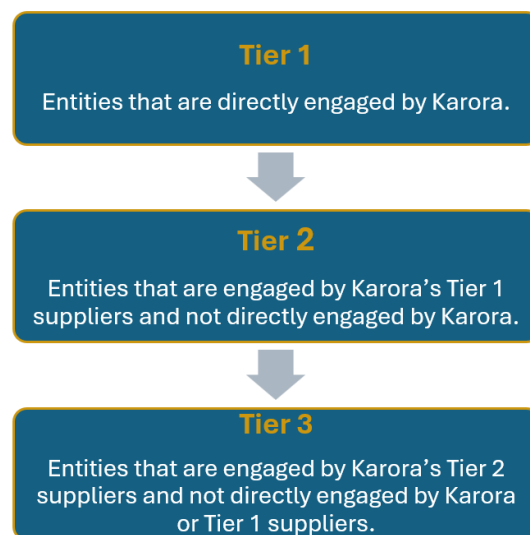 Tier 1
Entities that are directly engaged by Karora.
Tier 2
Entities that are engaged by Karora’s Tier 1
suppliers and not directly engaged by Karora.
Tier 3
Entities that are engaged by Karora’s Tier 2
suppliers and not directly engaged by Karora
or Tier 1 suppliers.